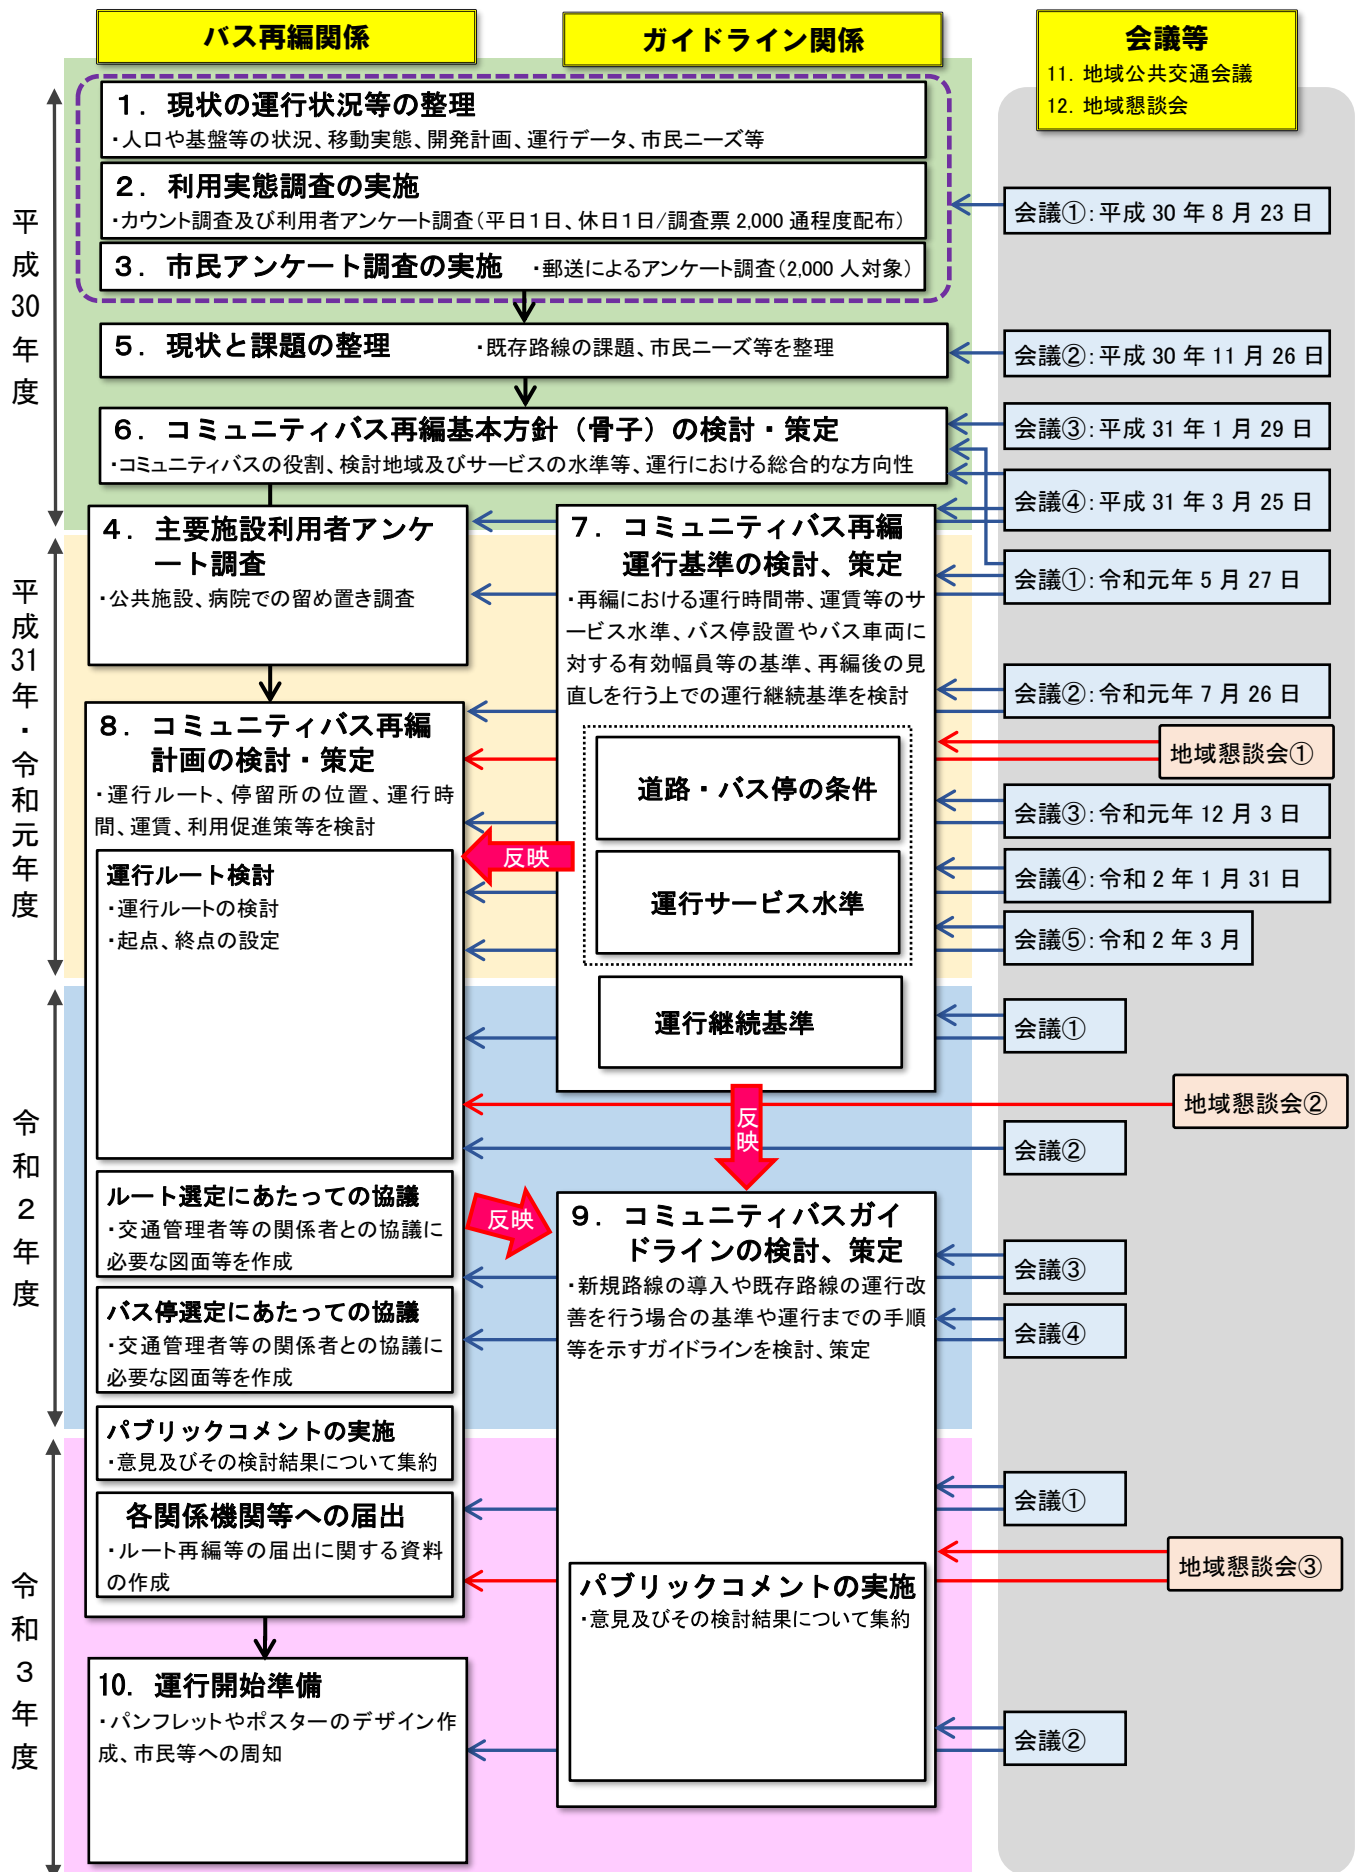 バス再編関係
ガイドライン関係
会議等
11. 地域公共交通会議
12. 地域懇談会
平成30年度
1. 現状の運行状況等の整理
・人口や基盤等の状況、移動実態、開発計画、運行データ、市民ニーズ等
2. 利用実態調査の実施
・カウント調査及び利用者アンケート調査(平日1日、休日1日/調査票 2,000 通程度配布)
3. 市民アンケート調査の実施 ・郵送によるアンケート調査(2,000 人対象)
会議①:平成 30 年 8 月 23 日
5. 現状と課題の整理 ・既存路線の課題、市民ニーズ等を整理
会議②:平成 30 年 11 月 26 日
6. コミュニティバス再編基本方針(骨子)の検討・策定
・コミュニティバスの役割、検討地域及びサービスの水準等、運行における総合的な方向性
会議③:平成 31 年 1 月 29 日
会議④:平成 31 年 3 月 25 日
平成31年・令和元年度
4. 主要施設利用者アンケ
ート調査
・公共施設、病院での留め置き調査
7. コミュニティバス再編
運行基準の検討、策定
・再編における運行時間帯、運賃等のサ
ービス水準、バス停設置やバス車両に
対する有効幅員等の基準、再編後の見
直しを行う上での運行継続基準を検討
道路・バス停の条件
運行サービス水準
運行継続基準
会議①:令和元年 5 月 27 日
会議②:令和元年 7 月 26 日
地域懇談会①
会議③:令和元年 12 月 3 日
会議④:令和 2 年 1 月 31 日
会議⑤:令和 2 年 3 月
8. コミュニティバス再編
計画の検討・策定
・運行ルート、停留所の位置、運行時
間、運賃、利用促進策等を検討
反映
運行ルート検討
・運行ルートの検討
・起点、終点の設定
令和2年度
会議①
地域懇談会②
会議②
反映
ルート選定にあたっての協議
・交通管理者等の関係者との協議に
必要な図面等を作成
反映
バス停選定にあたっての協議
・交通管理者等の関係者との協議に
必要な図面等を作成
9. コミュニティバスガイ
ドラインの検討、策定
・新規路線の導入や既存路線の運行改
善を行う場合の基準や運行までの手順
等を示すガイドラインを検討、策定
会議③
会議④
パブリックコメントの実施
・意見及びその検討結果について集約
令和3年度
各関係機関等への届出
・ルート再編等の届出に関する資料
の作成
会議①
地域懇談会③
パブリックコメントの実施
・意見及びその検討結果について集約
10. 運行開始準備
・パンフレットやポスターのデザイン作
成、市民等への周知
会議②